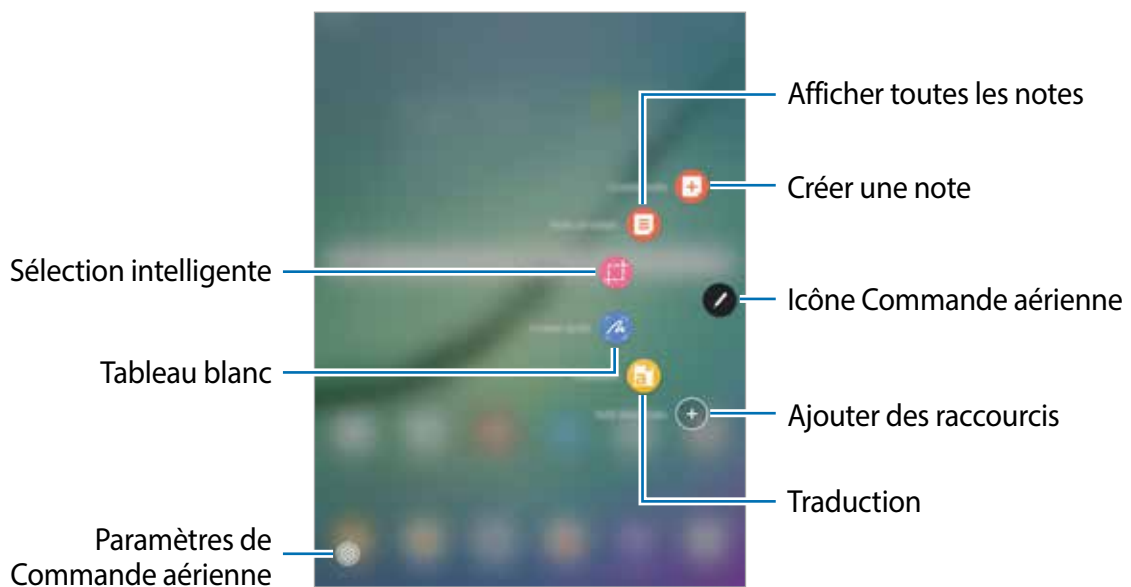 Afficher toutes les notes
Créer une note
Sélection intelligente
Icône Commande aérienne
Tableau blanc
Ajouter des raccourcis
Traduction
Paramètres de
Commande aérienne